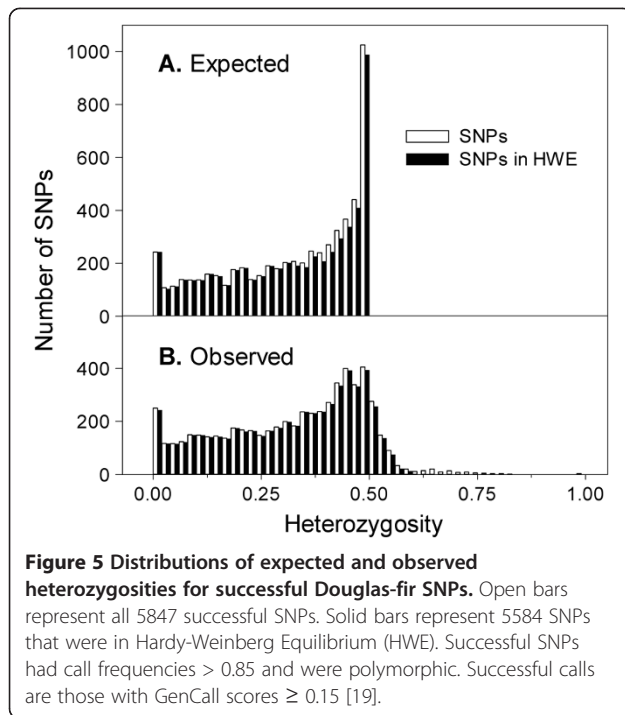 1000
A. Expected
SNPs
SNPs in HWE
800
600
400
200
0
Number of SNPs
B. Observed
400
200
0
0.00 0.25 0.50 0.75 1.00
Heterozygosity
Figure 5 Distributions of expected and observed
heterozygosities for successful Douglas-fir SNPs. Open bars
represent all 5847 successful SNPs. Solid bars represent 5584 SNPs
that were in Hardy-Weinberg Equilibrium (HWE). Successful SNPs
had call frequencies > 0.85 and were polymorphic. Successful calls
are those with GenCall scores ≥ 0.15 [19].